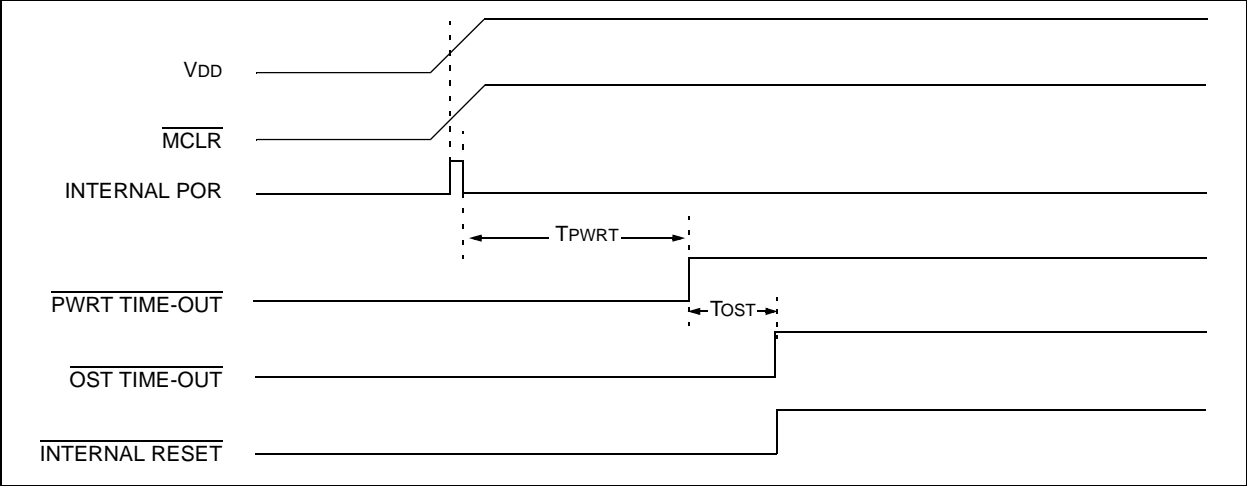 VDD
MCLR
INTERNAL POR
TPWRT
PWRT TIME-OUT
TOST
OST TIME-OUT
INTERNAL RESET